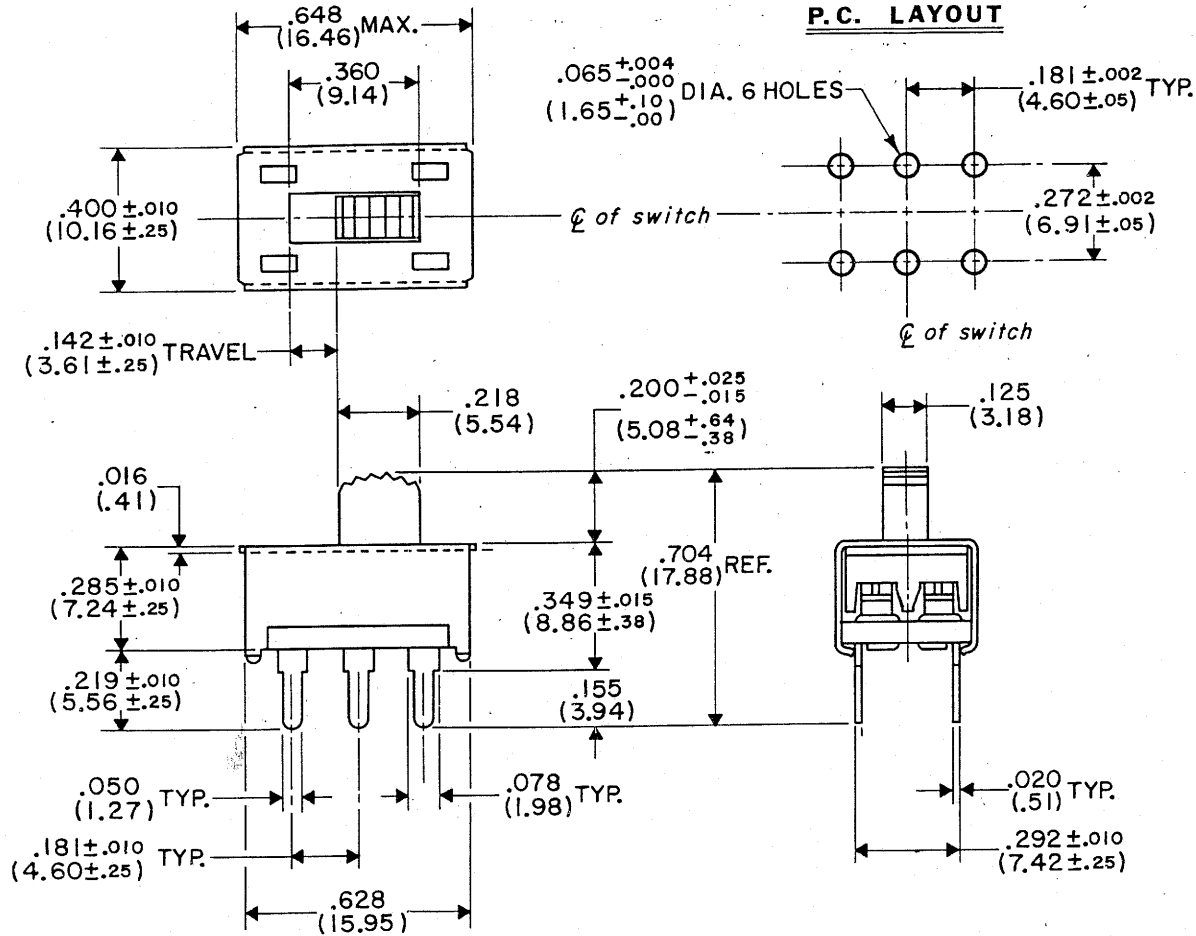 .648 MAX.
(16.46)
P.C. LAYOUT
.360
(9.14)
.065 +.004 -.000 DIA. 6 HOLES
(1.65 +.10 -.00)
.181±.002 TYP.
(4.60±.05)
.400±.010
(10.16±.25)
℄ of switch
.272±.002
(6.91±.05)
℄ of switch
.142±.010 TRAVEL
(3.61±.25)
.218
(5.54)
.200 +.025 -.015
(5.08 +.64 -.38)
.125
(3.18)
.016
(.41)
.285±.010
(7.24±.25)
.704 REF.
(17.88)
.349±.015
(8.86±.38)
.219±.010
(5.56±.25)
.155
(3.94)
.050 TYP.
(1.27)
.078 TYP.
(1.98)
.020 TYP.
(.51)
.181±.010 TYP.
(4.60±.25)
.292±.010
(7.42±.25)
.628
(15.95)